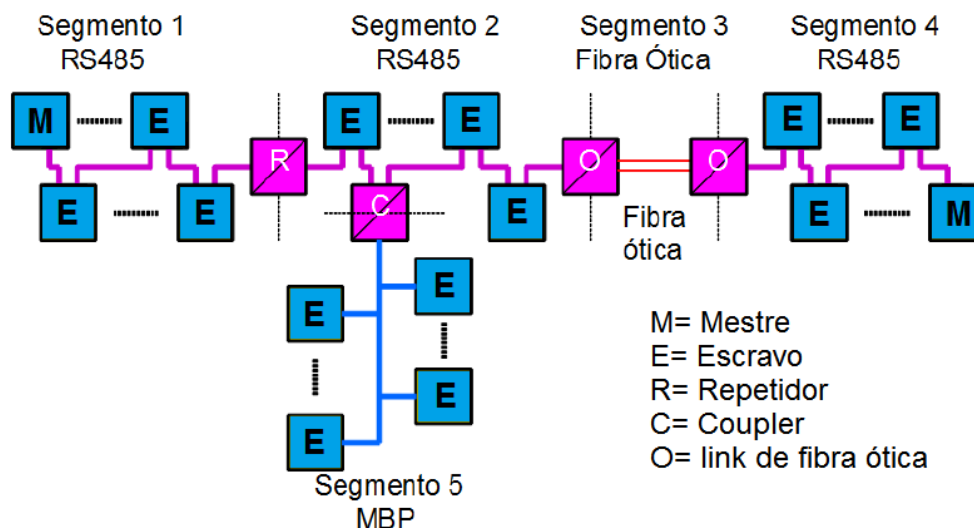 Segmento 1
RS485
Segmento 2
RS485
Segmento 3
Fibra Ótica
Segmento 4
RS485
M
E
E
E
E
E
M
R
O
O
E
E
C
E
E
E
Fibra
ótica
E
E
E
E
E
Segmento 5
MBP
M= Mestre
E= Escravo
R= Repetidor
C= Coupler
O= link de fibra ótica